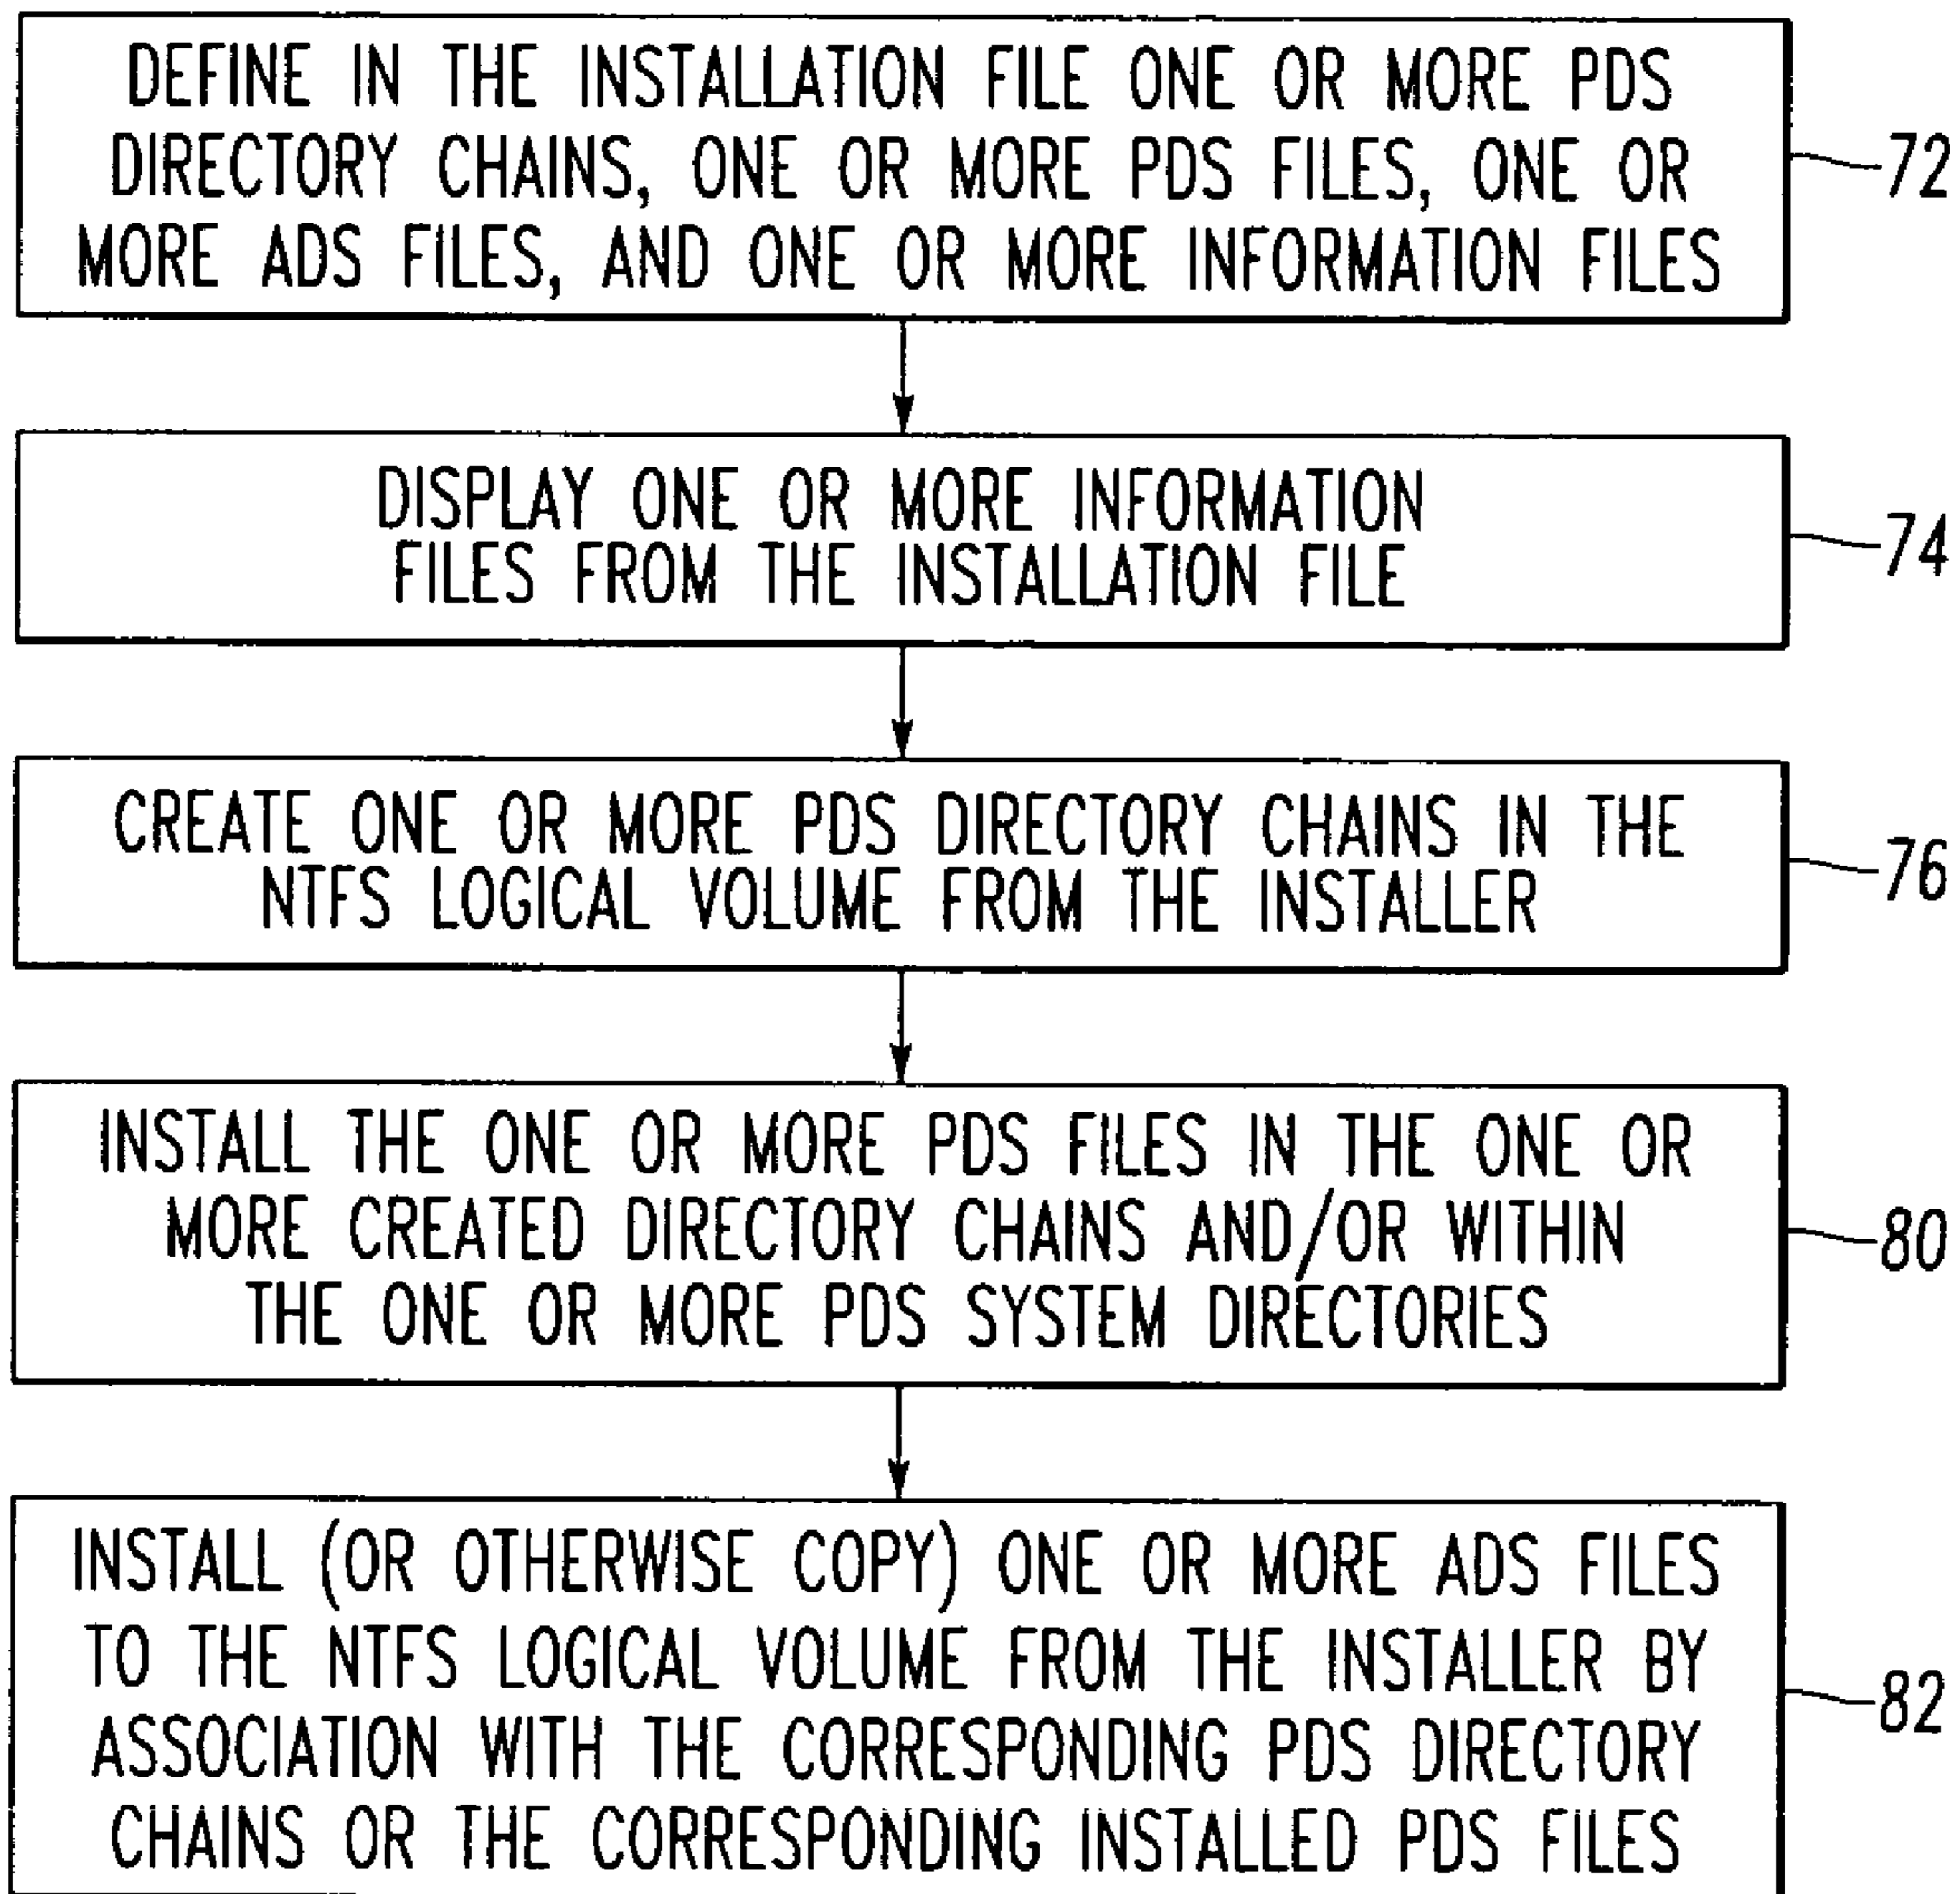 DEFINE IN THE INSTALLATION FILE ONE OR MORE PDS
DIRECTORY CHAINS, ONE OR MORE PDS FILES, ONE OR
MORE ADS FILES, AND ONE OR MORE INFORMATION FILES
72
DISPLAY ONE OR MORE INFORMATION
FILES FROM THE INSTALLATION FILE
74
CREATE ONE OR MORE PDS DIRECTORY CHAINS IN THE
NTFS LOGICAL VOLUME FROM THE INSTALLER
76
INSTALL THE ONE OR MORE PDS FILES IN THE ONE OR
MORE CREATED DIRECTORY CHAINS AND/OR WITHIN
THE ONE OR MORE PDS SYSTEM DIRECTORIES
80
INSTALL (OR OTHERWISE COPY) ONE OR MORE ADS FILES
TO THE NTFS LOGICAL VOLUME FROM THE INSTALLER BY
ASSOCIATION WITH THE CORRESPONDING PDS DIRECTORY
CHAINS OR THE CORRESPONDING INSTALLED PDS FILES
82